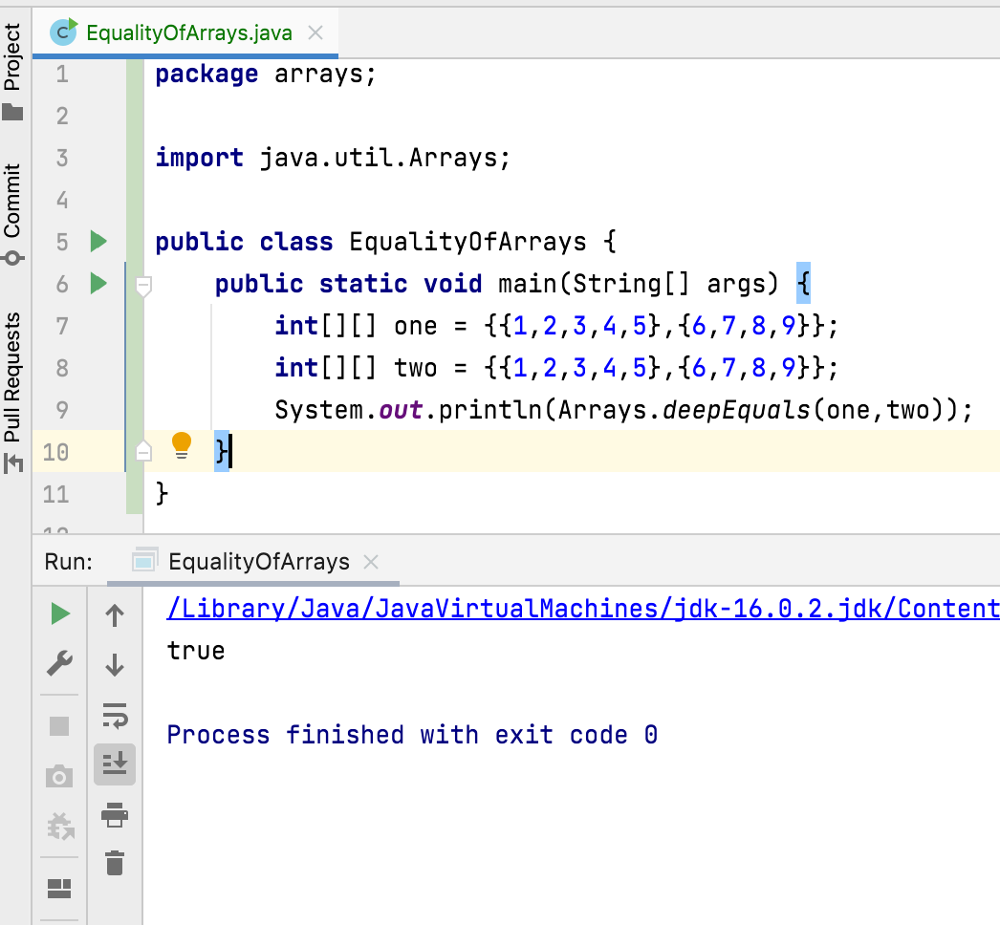 EqualityOfArrays.java
Project
Commit
Pull Requests
1 package arrays;
2
3 import java.util.Arrays;
4
5 public class EqualityOfArrays {
6 public static void main(String[] args) {
7 int[][] one = {{1,2,3,4,5},{6,7,8,9}};
8 int[][] two = {{1,2,3,4,5},{6,7,8,9}};
9 System.out.println(Arrays.deepEquals(one,two));
10 }
11 }
12
Run: EqualityOfArrays
/Library/Java/JavaVirtualMachines/jdk-16.0.2.jdk/Content
true
Process finished with exit code 0